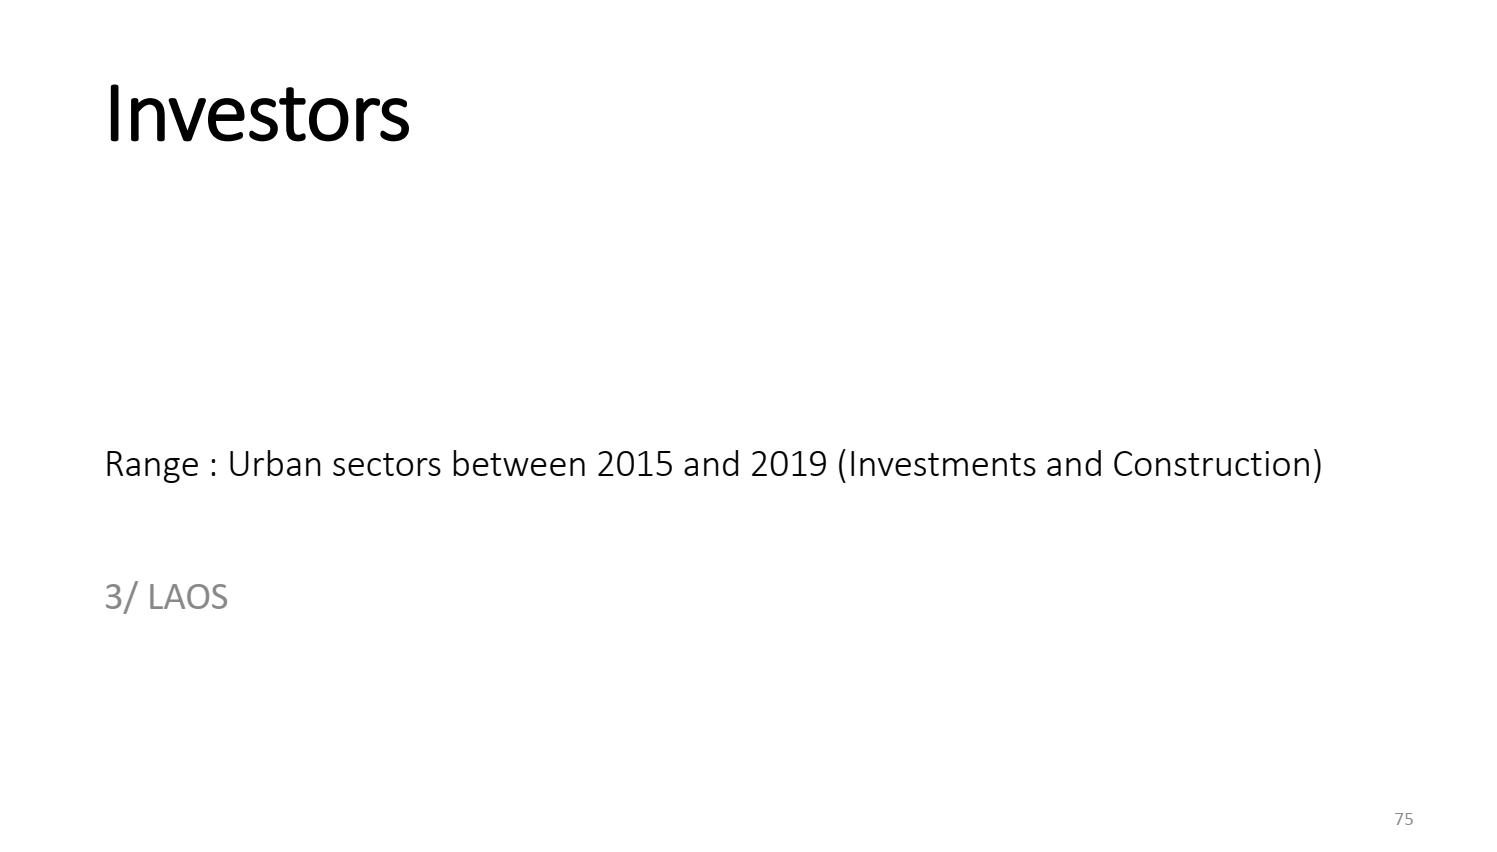 Investors
Range : Urban sectors between 2015 and 2019 (Investments and Construction)
3/ LAOS
75